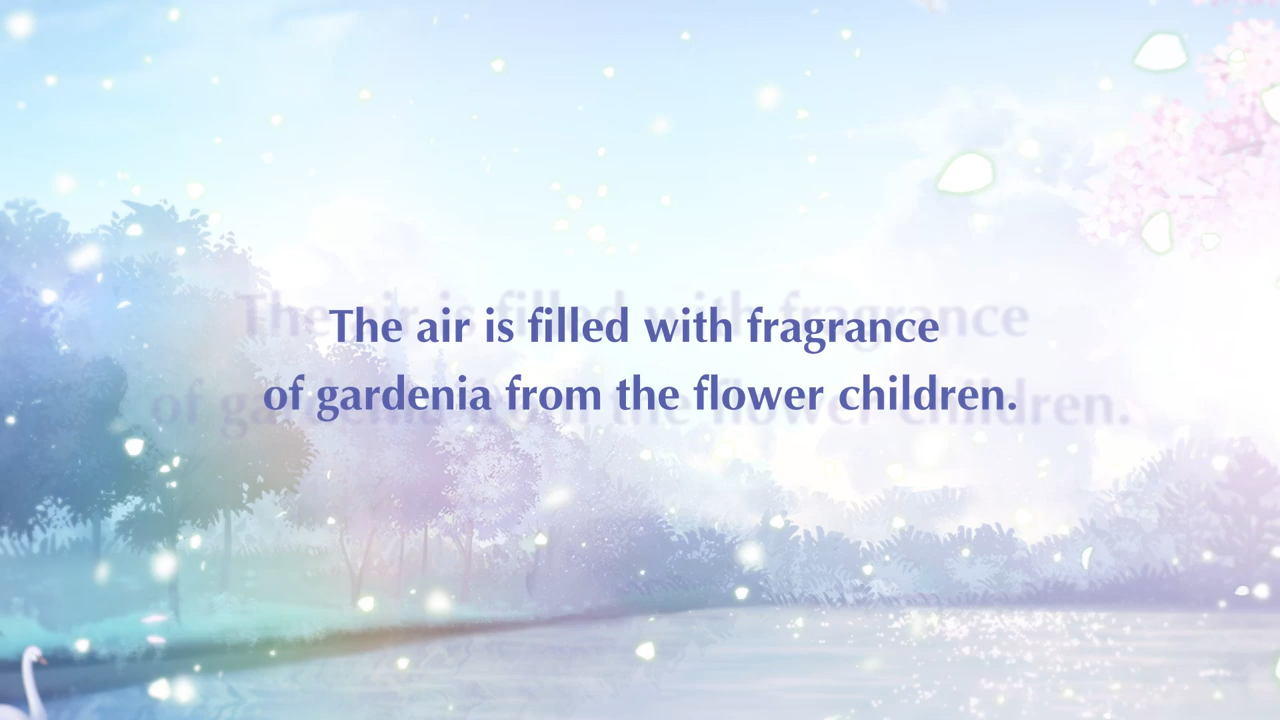 The air is filled with fragrance
of gardenia from the flower children.